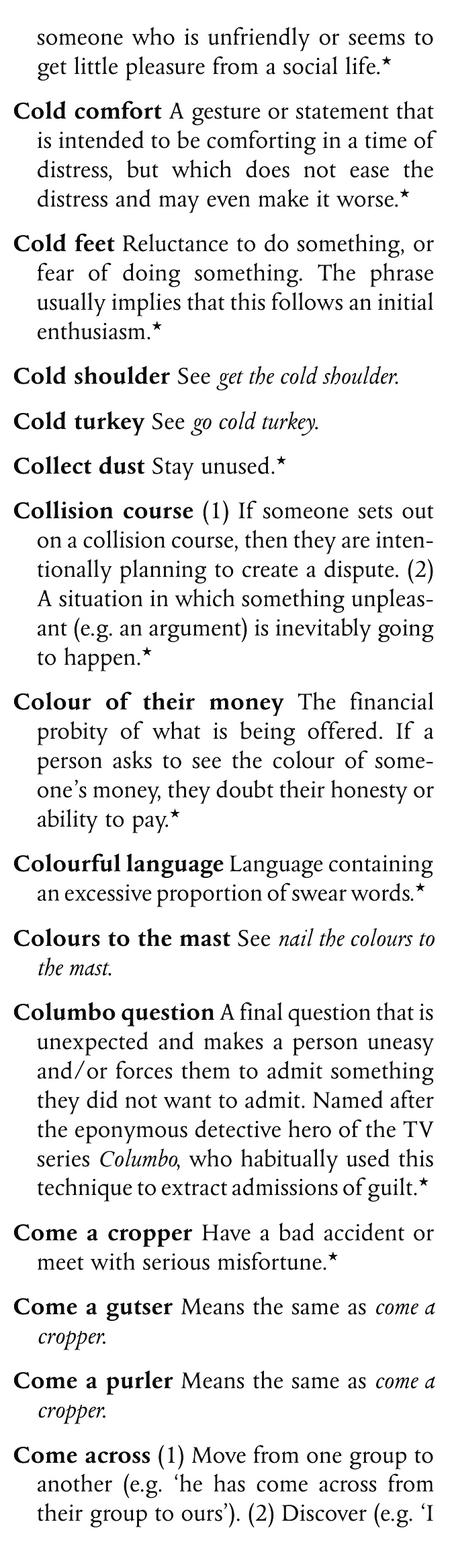 someone who is unfriendly or seems to
get little pleasure from a social life.★
Cold comfort A gesture or statement that
is intended to be comforting in a time of
distress, but which does not ease the
distress and may even make it worse.★
Cold feet Reluctance to do something, or
fear of doing something. The phrase
usually implies that this follows an initial
enthusiasm.★
Cold shoulder See get the cold shoulder.
Cold turkey See go cold turkey.
Collect dust Stay unused.★
Collision course (1) If someone sets out
on a collision course, then they are inten-
tionally planning to create a dispute. (2)
A situation in which something unpleas-
ant (e.g. an argument) is inevitably going
to happen.★
Colour of their money The financial
probity of what is being offered. If a
person asks to see the colour of some-
one's money, they doubt their honesty or
ability to pay.★
Colourful language Language containing
an excessive proportion of swear words.★
Colours to the mast See nail the colours to
the mast.
Columbo question A final question that is
unexpected and makes a person uneasy
and/or forces them to admit something
they did not want to admit. Named after
the eponymous detective hero of the TV
series Columbo, who habitually used this
technique to extract admissions of guilt.★
Come a cropper Have a bad accident or
meet with serious misfortune.★
Come a gutser Means the same as come a
cropper.
Come a purler Means the same as come a
cropper.
Come across (1) Move from one group to
another (e.g. 'he has come across from
their group to ours'). (2) Discover (e.g. 'I